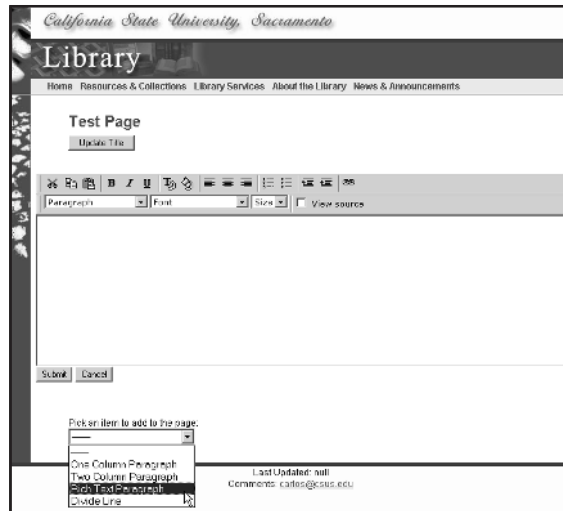 California State University, Sacramento
Library
Home Resources & Collections Library Services About the Library News & Announcements
Test Page
Update Title
B I U
Paragraph Font Size View source
Submit Cancel
Pick an item to add to the page:
-----
-----
One Column Paragraph
Two Column Paragraph
Rich Text Paragraph
Divide Line
Last Updated: null
Comments: carlos@csus.edu